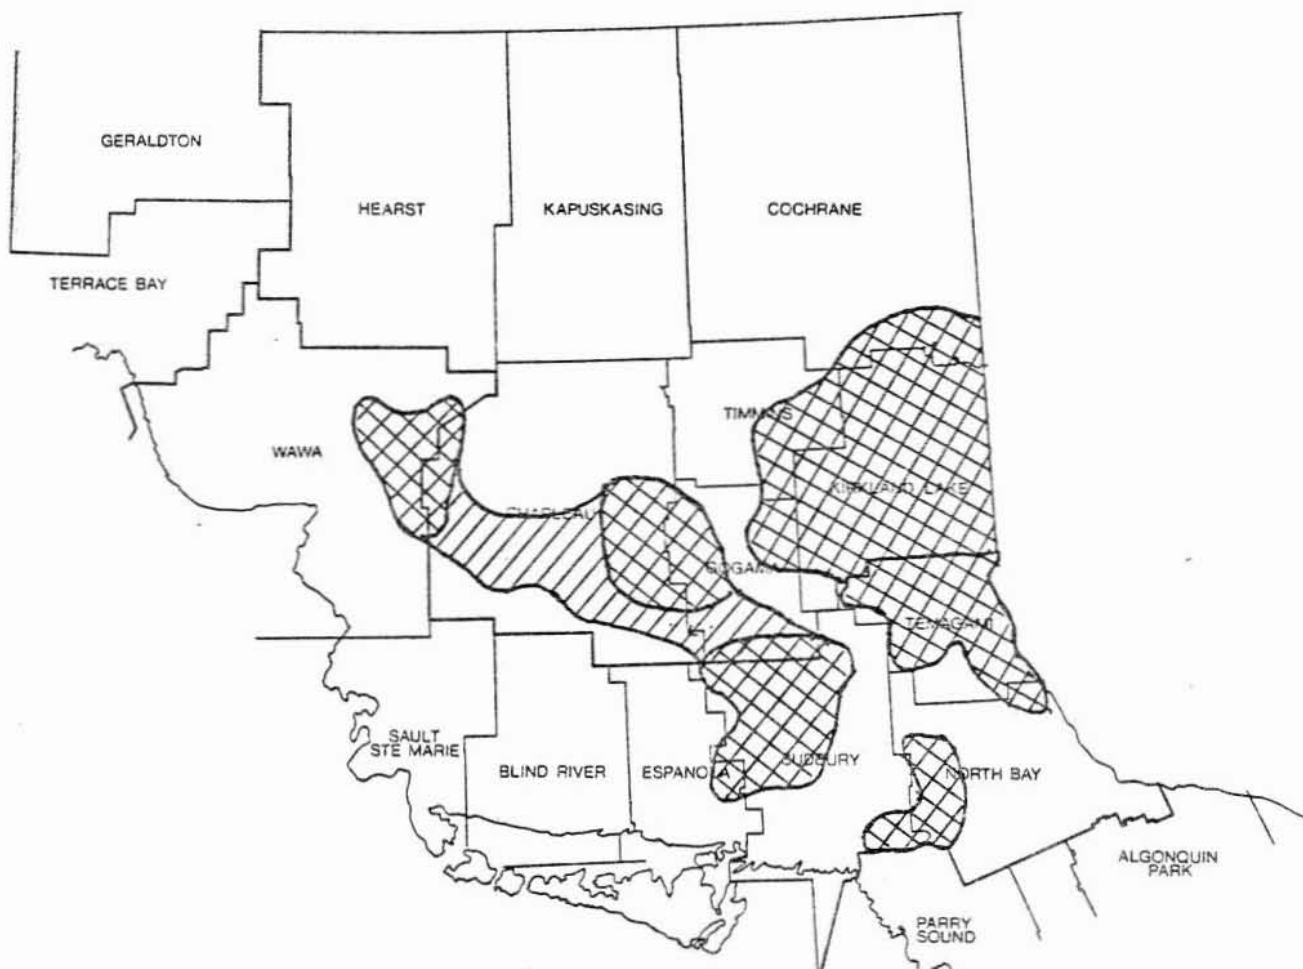 GERALDTON
HEARST
KAPUSKASING
COCHRANE
TERRACE BAY
TIMMINS
WAWA
KIRKLAND LAKE
CHAPLEAU
GOGAMA
TEMAGAMI
SAULT
STE MARIE
BLIND RIVER
ESPANOLA
SUDBURY
NORTH BAY
ALGONQUIN
PARK
PARRY
SOUND